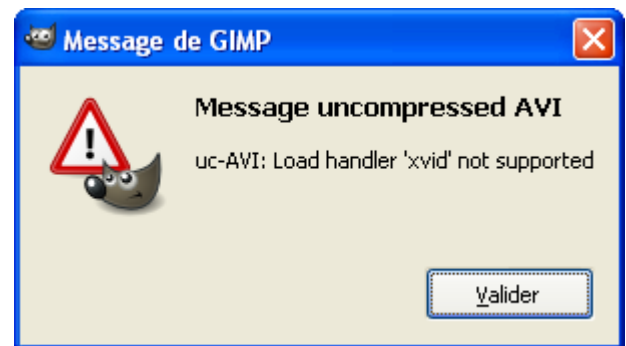 Message de GIMP
Message uncompressed AVI
uc-AVI: Load handler 'xvid' not supported
Valider